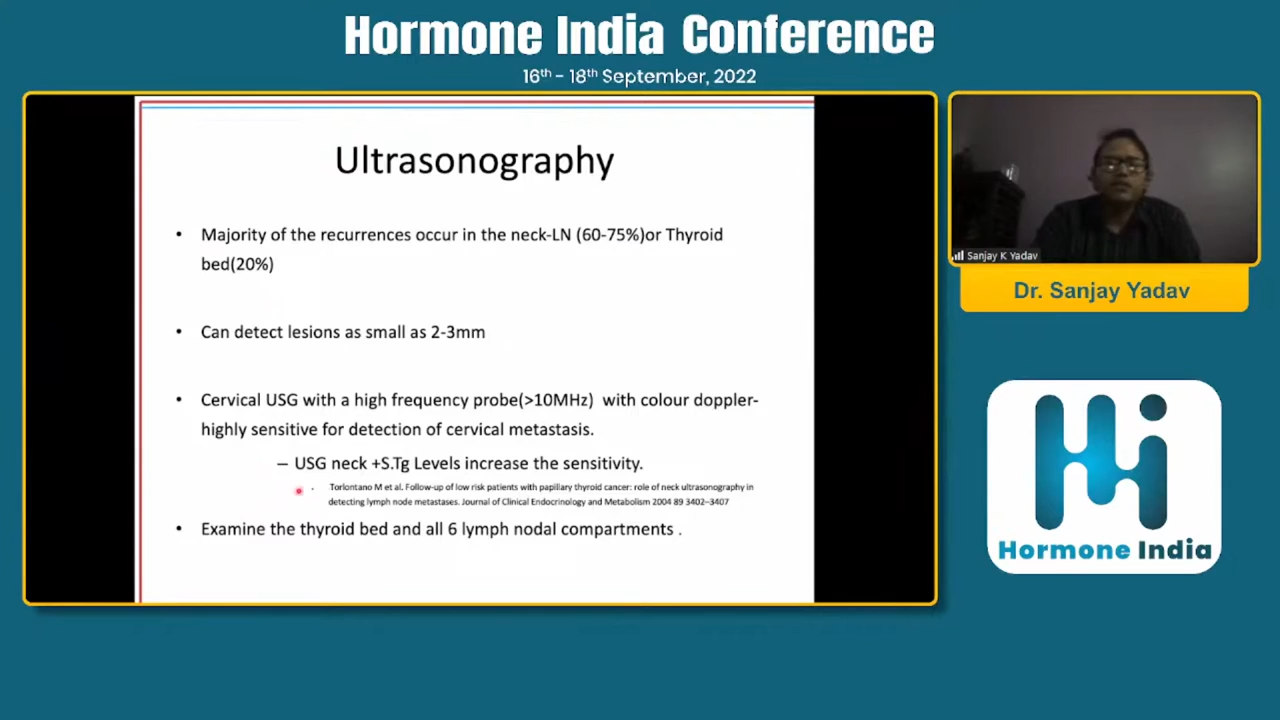 Hormone India Conference
16th - 18th September, 2022
Ultrasonography
• Majority of the recurrences occur in the neck-LN (60-75%)or Thyroid
bed(20%)
• Can detect lesions as small as 2-3mm
• Cervical USG with a high frequency probe(>10MHz) with colour doppler-
highly sensitive for detection of cervical metastasis.
– USG neck +S.Tg Levels increase the sensitivity.
• Torlontano M et al. Follow-up of low risk patients with papillary thyroid cancer: role of neck ultrasonography in
detecting lymph node metastases. Journal of Clinical Endocrinology and Metabolism 2004 89 3402–3407
• Examine the thyroid bed and all 6 lymph nodal compartments .
Sanjay K Yadav
Dr. Sanjay Yadav
Hi
Hormone India